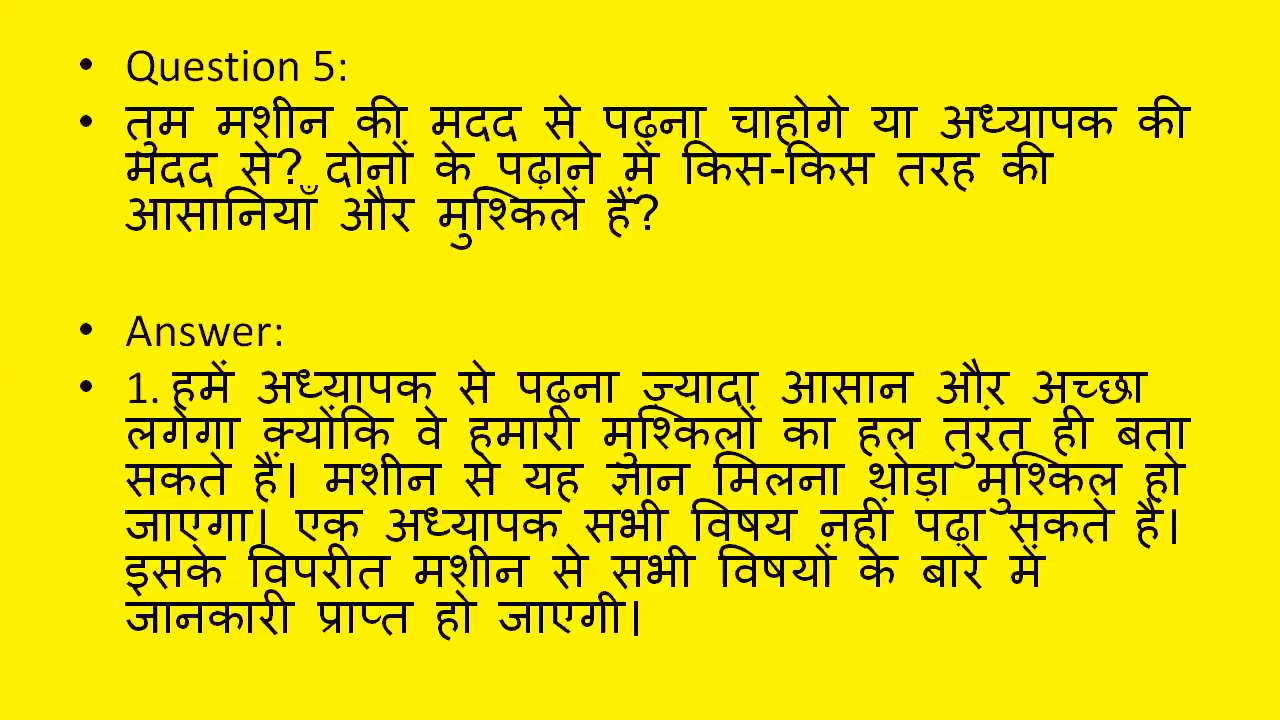 • Question 5:
• तुम मशीन की मदद से पढ़ना चाहोगे या अध्यापक की
मदद से? दोनों के पढ़ाने में किस-किस तरह की
आसानियाँ और मुश्किलें हैं?
• Answer:
• 1. हमें अध्यापक से पढ़ना ज़्यादा आसान और अच्छा
लगेगा क्योंकि वे हमारी मुश्किलों का हल तुरंत ही बता
सकते हैं। मशीन से यह ज्ञान मिलना थोड़ा मुश्किल हो
जाएगा। एक अध्यापक सभी विषय नहीं पढ़ा सकते हैं।
इसके विपरीत मशीन से सभी विषयों के बारे में
जानकारी प्राप्त हो जाएगी।